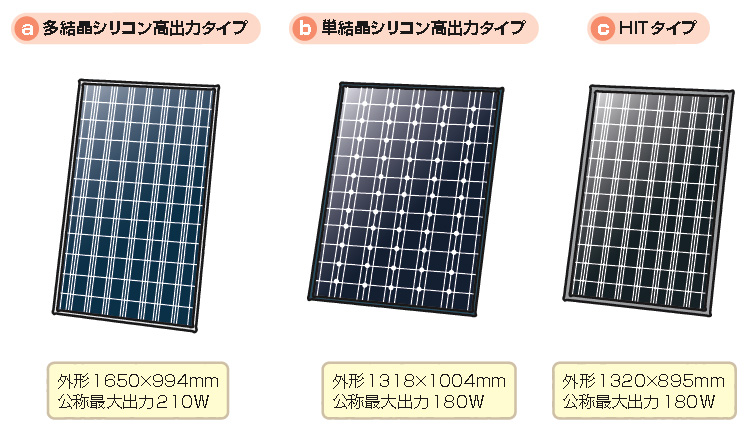 a 多結晶シリコン高出力タイプ
b 単結晶シリコン高出力タイプ
c HITタイプ
外形1650×994mm
公称最大出力210W
外形1318×1004mm
公称最大出力180W
外形1320×895mm
公称最大出力180W